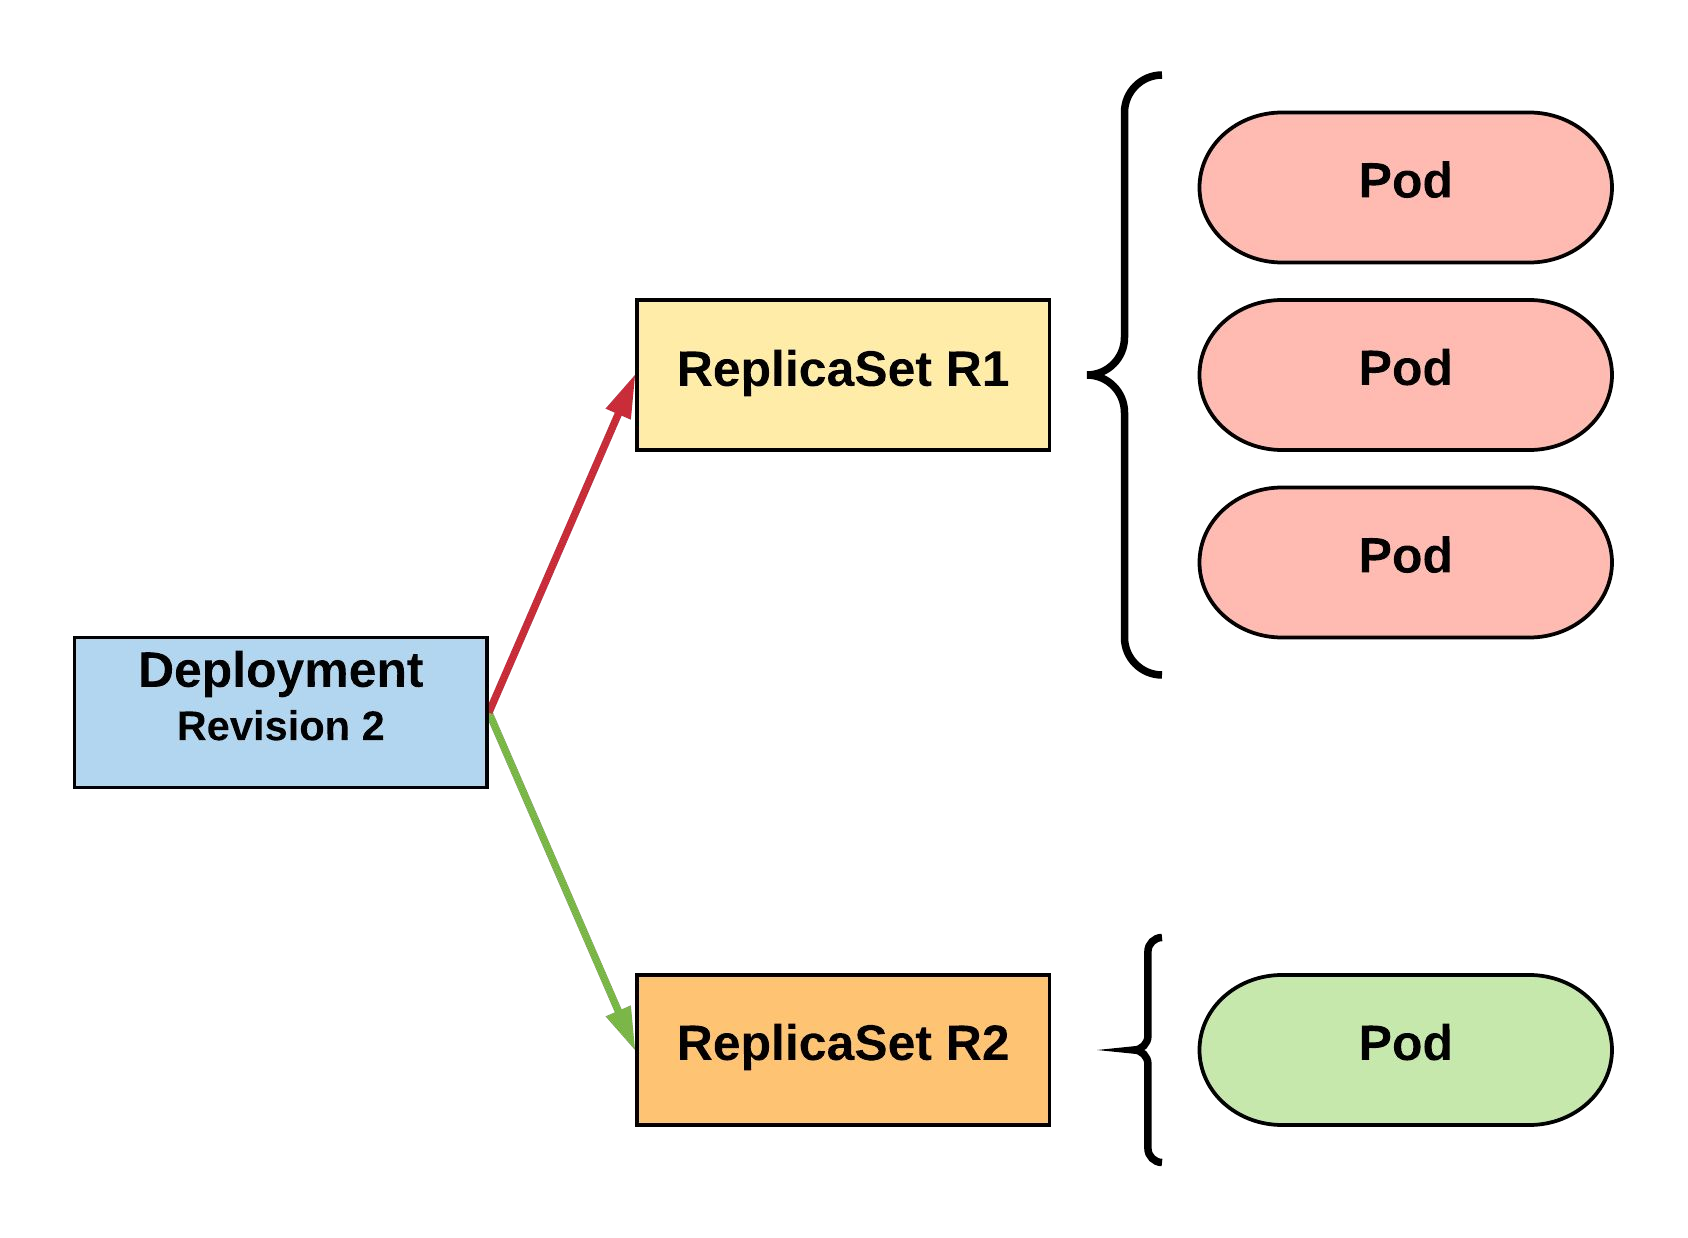 Deployment
Revision 2
ReplicaSet R1
Pod
Pod
Pod
ReplicaSet R2
Pod